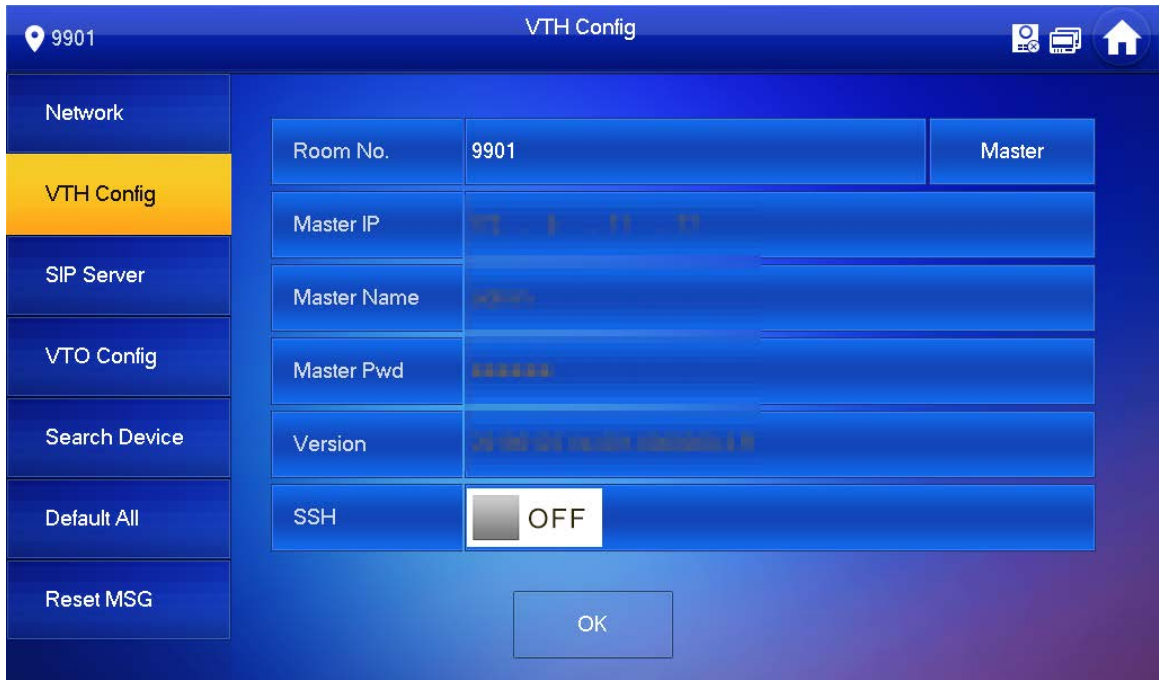 9901
VTH Config
Network
VTH Config
SIP Server
VTO Config
Search Device
Default All
Reset MSG
Room No. 9901 Master
Master IP
Master Name
Master Pwd
Version
SSH OFF
OK